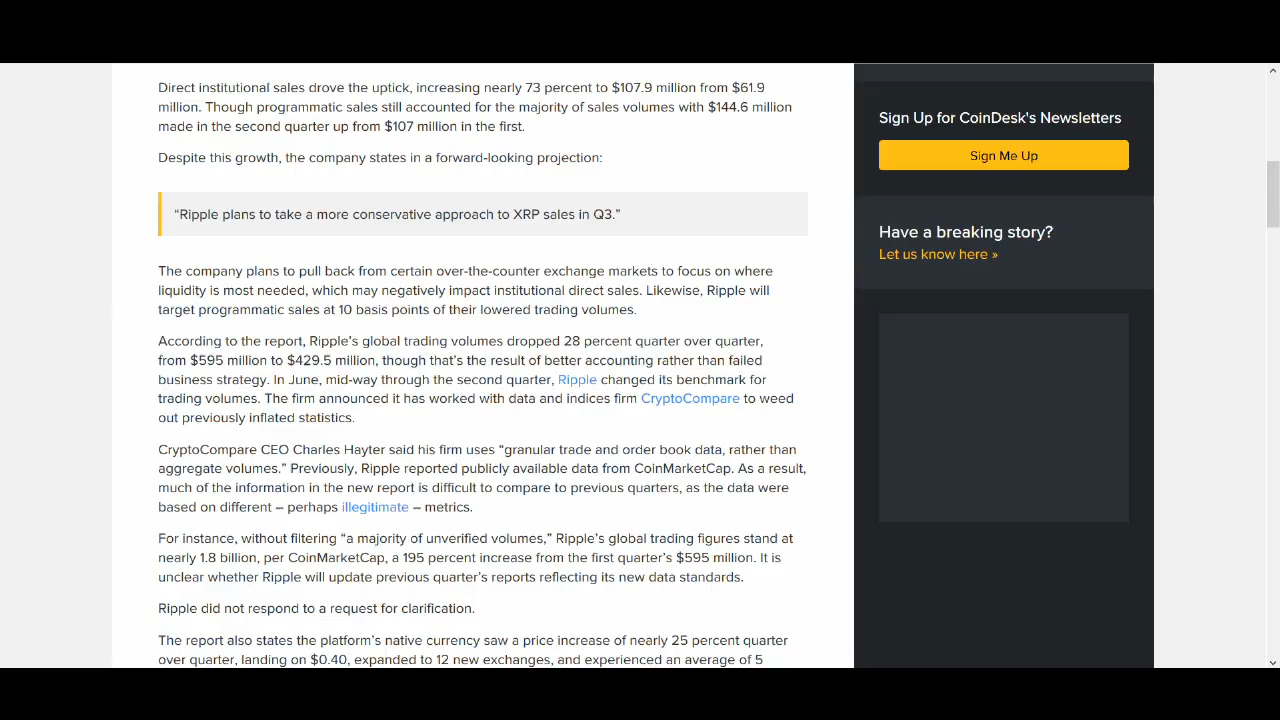 Direct institutional sales drove the uptick, increasing nearly 73 percent to $107.9 million from $61.9
million. Though programmatic sales still accounted for the majority of sales volumes with $144.6 million
made in the second quarter up from $107 million in the first.
Despite this growth, the company states in a forward-looking projection:
“Ripple plans to take a more conservative approach to XRP sales in Q3.”
The company plans to pull back from certain over-the-counter exchange markets to focus on where
liquidity is most needed, which may negatively impact institutional direct sales. Likewise, Ripple will
target programmatic sales at 10 basis points of their lowered trading volumes.
According to the report, Ripple’s global trading volumes dropped 28 percent quarter over quarter,
from $595 million to $429.5 million, though that’s the result of better accounting rather than failed
business strategy. In June, mid-way through the second quarter, Ripple changed its benchmark for
trading volumes. The firm announced it has worked with data and indices firm CryptoCompare to weed
out previously inflated statistics.
CryptoCompare CEO Charles Hayter said his firm uses “granular trade and order book data, rather than
aggregate volumes.” Previously, Ripple reported publicly available data from CoinMarketCap. As a result,
much of the information in the new report is difficult to compare to previous quarters, as the data were
based on different – perhaps illegitimate – metrics.
For instance, without filtering “a majority of unverified volumes,” Ripple’s global trading figures stand at
nearly 1.8 billion, per CoinMarketCap, a 195 percent increase from the first quarter’s $595 million. It is
unclear whether Ripple will update previous quarter’s reports reflecting its new data standards.
Ripple did not respond to a request for clarification.
The report also states the platform’s native currency saw a price increase of nearly 25 percent quarter
over quarter, landing on $0.40, expanded to 12 new exchanges, and experienced an average of 5
Sign Up for CoinDesk's Newsletters
Sign Me Up
Have a breaking story?
Let us know here »